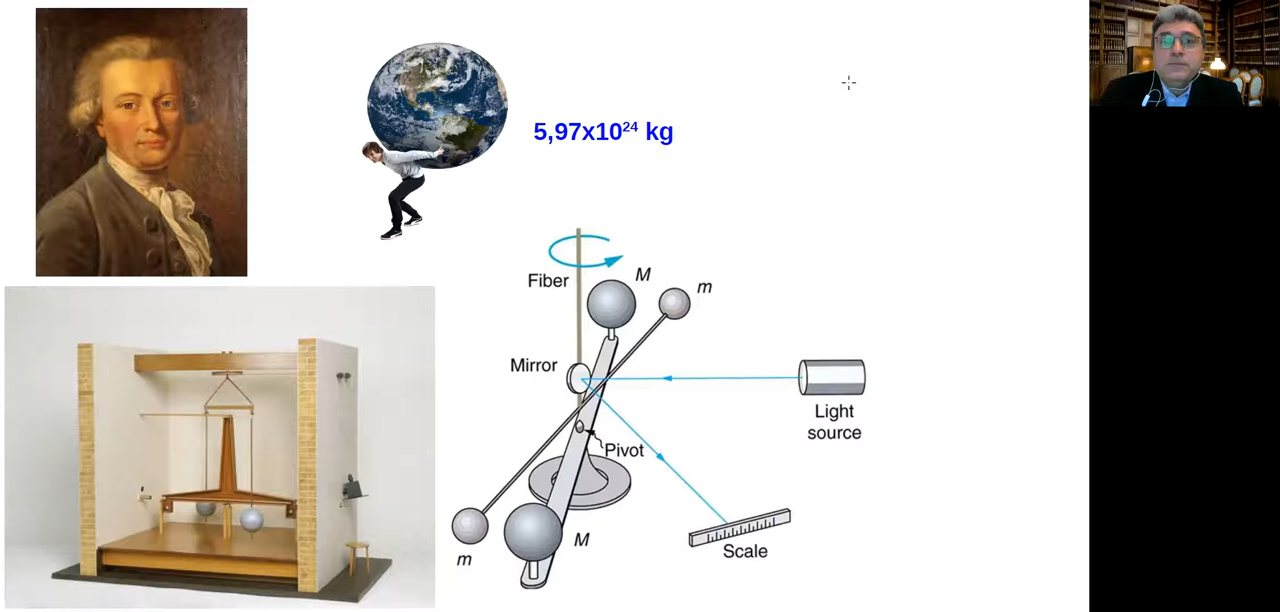 5,97x10²⁴ kg
Fiber
M
m
Mirror
Light
source
Pivot
m
M
Scale